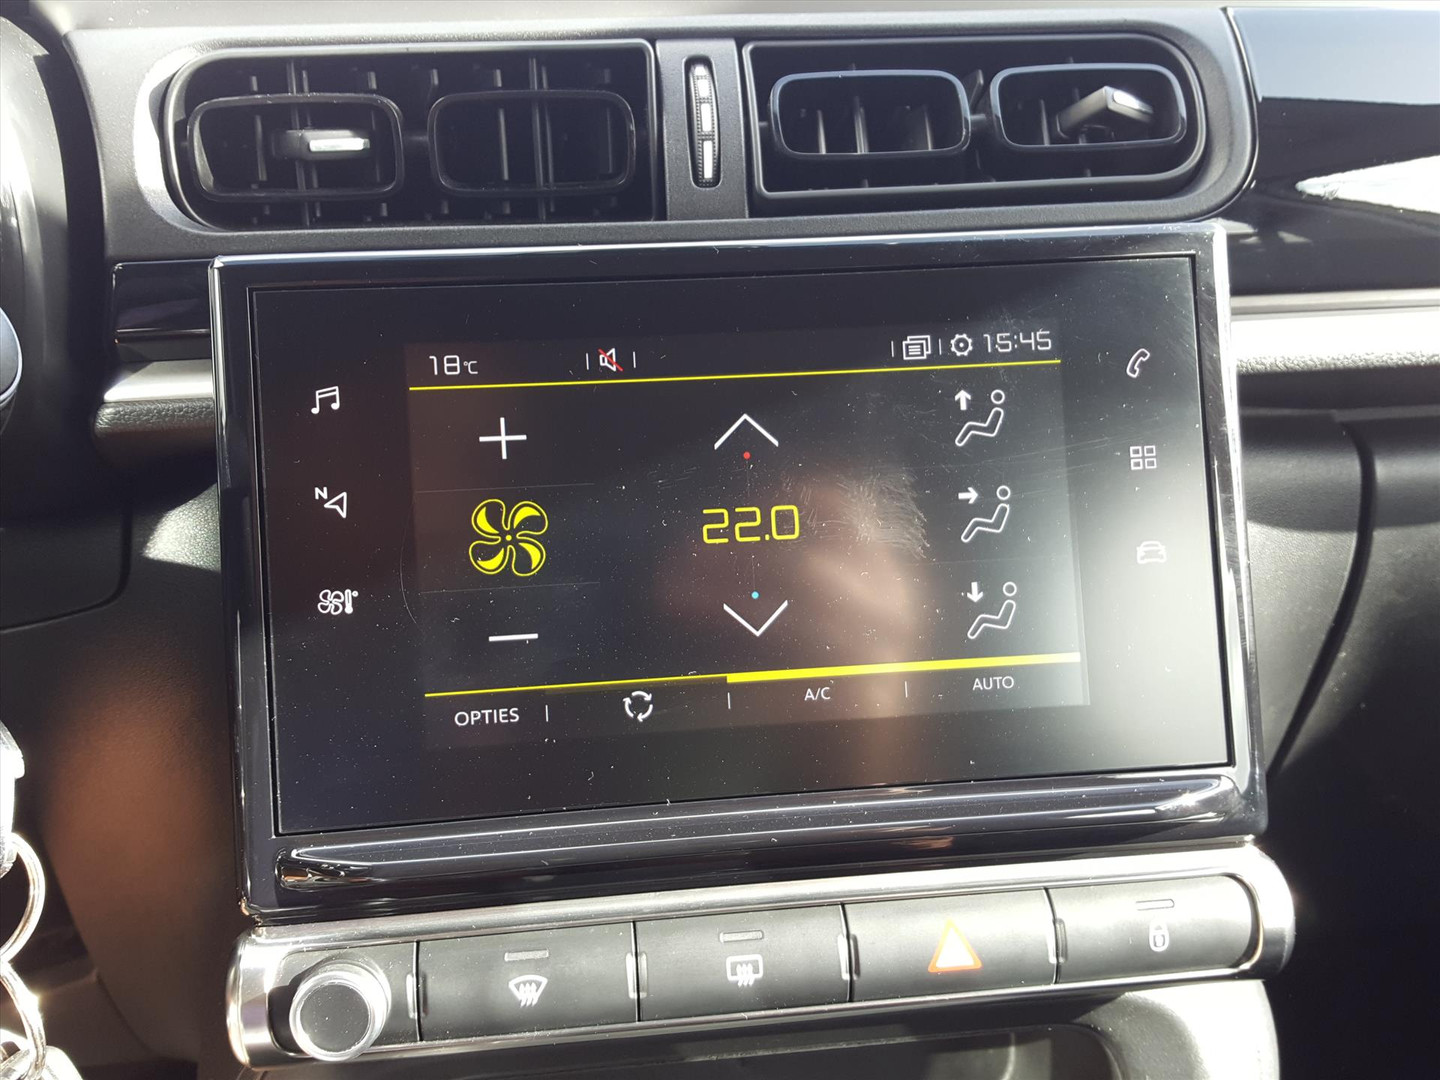 18°C
15:45
N
22.0
OPTIES
A/C
AUTO